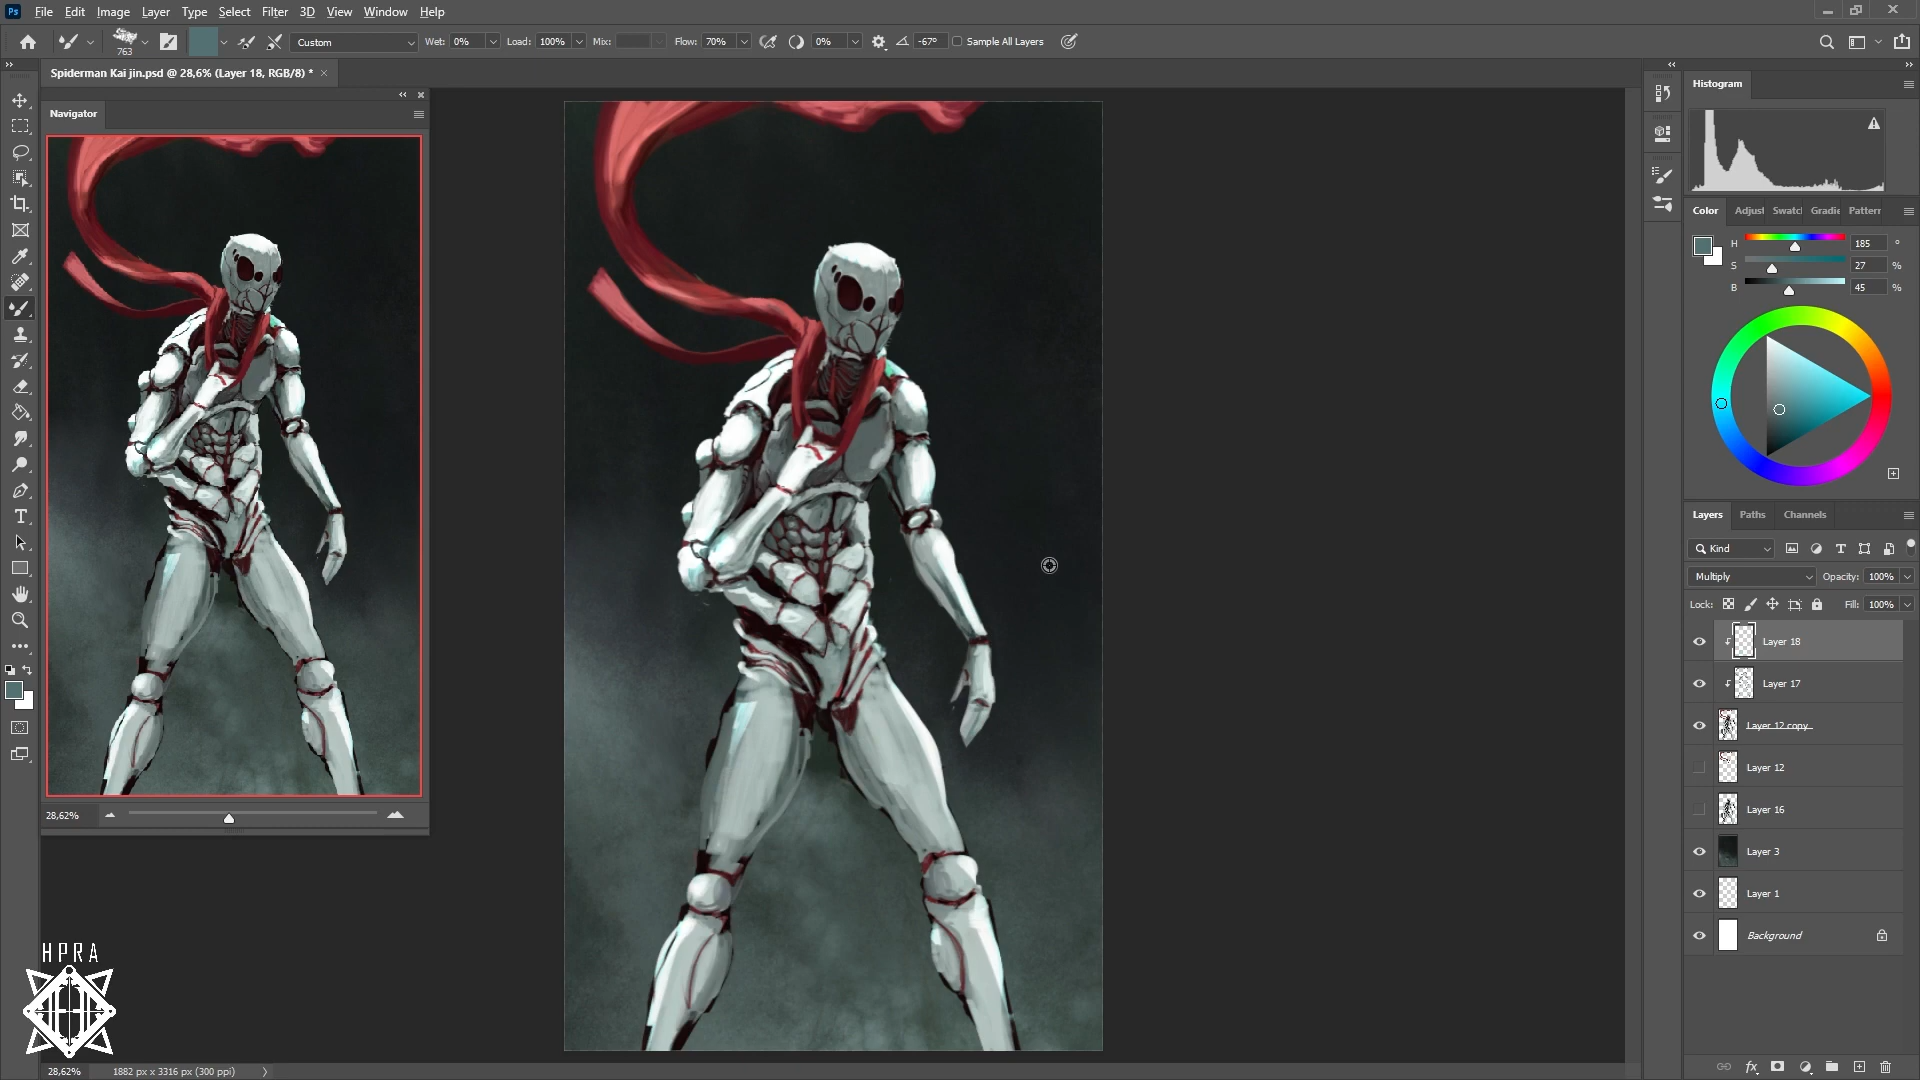 Ps File Edit Image Layer Type Select Filter 3D View Window Help
763 Custom Wet: 0% Load: 100% Mix: Flow: 70% 0% -67° Sample All Layers
Spiderman Kai jin.psd @ 28,6% (Layer 18, RGB/8) *
Navigator
28,62%
Histogram
Color Adjust Swatc Gradie Pattern
H 185 °
S 27 %
B 45 %
Layers Paths Channels
Kind
Multiply Opacity: 100%
Lock: Fill: 100%
Layer 18
Layer 17
Layer 12 copy
Layer 12
Layer 16
Layer 3
Layer 1
Background
HPRA
28,62% 1882 px x 3316 px (300 ppi)